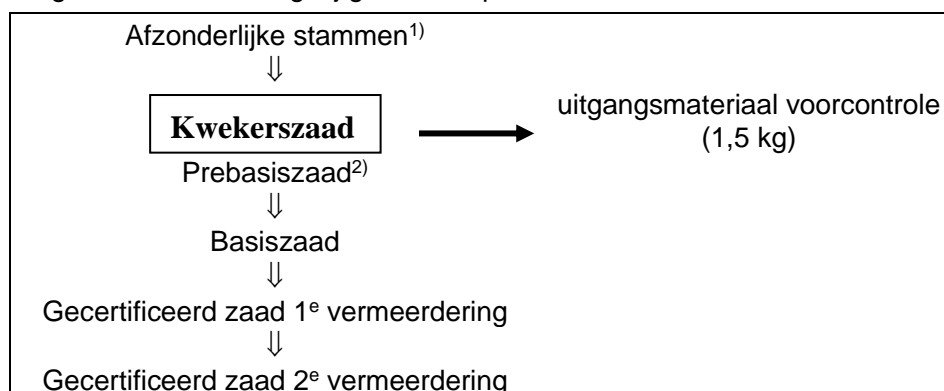 Afzonderlijke stammen1)
⇓
Kwekerszaad
uitgangsmateriaal voorcontrole
(1,5 kg)
Prebasiszaad2)
⇓
Basiszaad
⇓
Gecertificeerd zaad 1e vermeerdering
⇓
Gecertificeerd zaad 2e vermeerdering